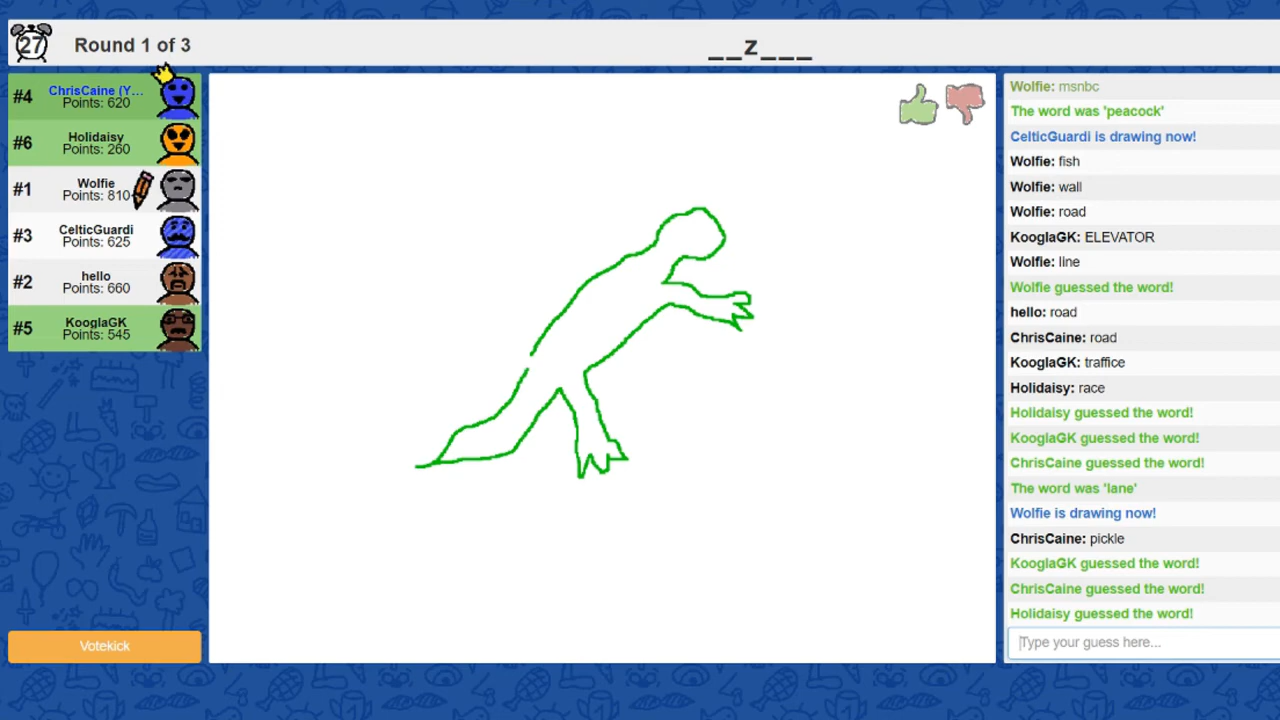 27
Round 1 of 3
__z___
#4
ChrisCaine (Y...
Points: 620
#6
Holidaisy
Points: 260
#1
Wolfie
Points: 810
#3
CelticGuardi
Points: 625
#2
hello
Points: 660
#5
KooglaGK
Points: 545
Votekick
Wolfie: msnbc
The word was 'peacock'
CelticGuardi is drawing now!
Wolfie: fish
Wolfie: wall
Wolfie: road
KooglaGK: ELEVATOR
Wolfie: line
Wolfie guessed the word!
hello: road
ChrisCaine: road
KooglaGK: traffice
Holidaisy: race
Holidaisy guessed the word!
KooglaGK guessed the word!
ChrisCaine guessed the word!
The word was 'lane'
Wolfie is drawing now!
ChrisCaine: pickle
KooglaGK guessed the word!
ChrisCaine guessed the word!
Holidaisy guessed the word!
Type your guess here...